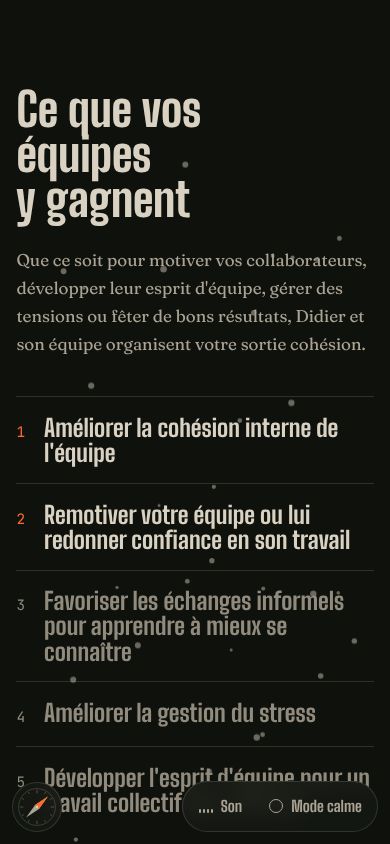 Ce que vos
équipes
y gagnent
Que ce soit pour motiver vos collaborateurs,
développer leur esprit d'équipe, gérer des
tensions ou fêter de bons résultats, Didier et
son équipe organisent votre sortie cohésion.
1 Améliorer la cohésion interne de
l'équipe
2 Remotiver votre équipe ou lui
redonner confiance en son travail
3 Favoriser les échanges informels
pour apprendre à mieux se
connaître
4 Améliorer la gestion du stress
5 Développer l'esprit d'équipe pour un
avail collectif
Son
Mode calme